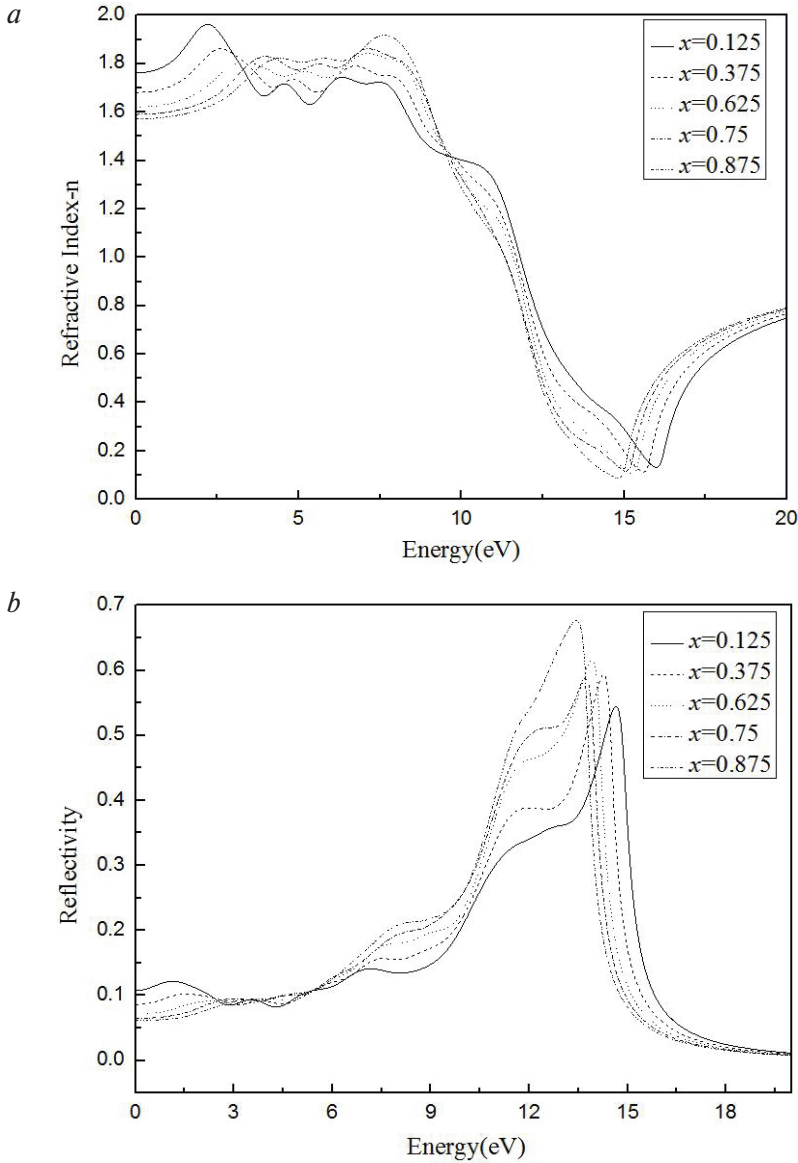 a
2.0
1.8
1.6
1.4
1.2
1.0
0.8
0.6
0.4
0.2
0.0
Refractive Index-n
x=0.125
x=0.375
x=0.625
x=0.75
x=0.875
0 5 10 15 20
Energy(eV)
b
0.7
0.6
0.5
0.4
0.3
0.2
0.1
0.0
Reflectivity
x=0.125
x=0.375
x=0.625
x=0.75
x=0.875
0 3 6 9 12 15 18
Energy(eV)